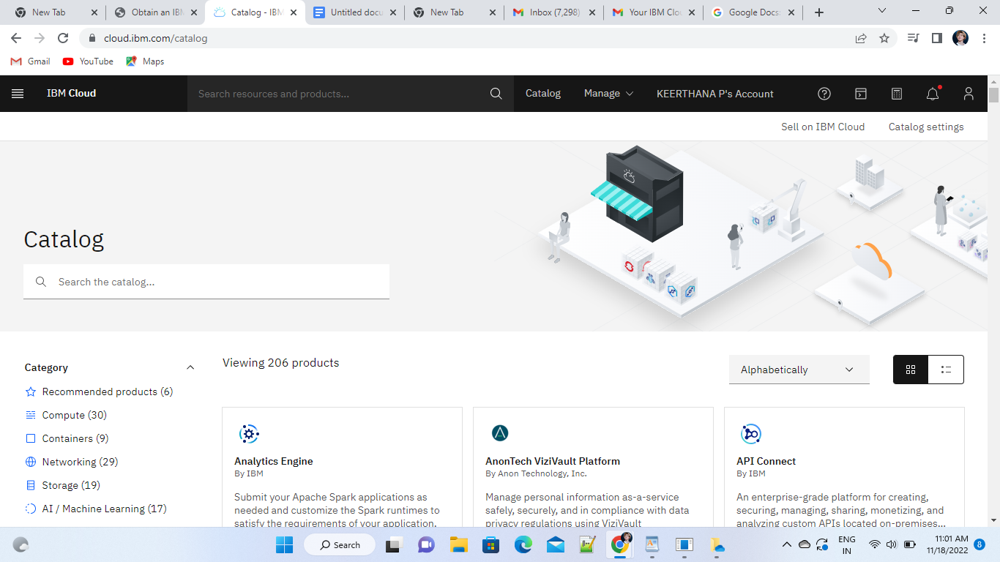 New Tab
Obtain an IBM
Catalog - IBM
Untitled docu
New Tab
Inbox (7,298)
Your IBM Clou
Google Docs:
cloud.ibm.com/catalog
Gmail
YouTube
Maps
IBM Cloud
Search resources and products...
Catalog
Manage
KEERTHANA P's Account
Sell on IBM Cloud
Catalog settings
Catalog
Search the catalog...
Category
Viewing 206 products
Alphabetically
Recommended products (6)
Compute (30)
Containers (9)
Networking (29)
Storage (19)
AI / Machine Learning (17)
Analytics Engine
By IBM
Submit your Apache Spark applications as
needed and customize the Spark runtimes to
satisfy the requirements of your application.
AnonTech ViziVault Platform
By Anon Technology, Inc.
Manage personal information as-a-service
safely, securely, and in compliance with data
privacy regulations using ViziVault
API Connect
By IBM
An enterprise-grade platform for creating,
securing, managing, sharing, monetizing, and
analyzing custom APIs located on-premises...
Search
ENG
IN
11:01 AM
11/18/2022
8